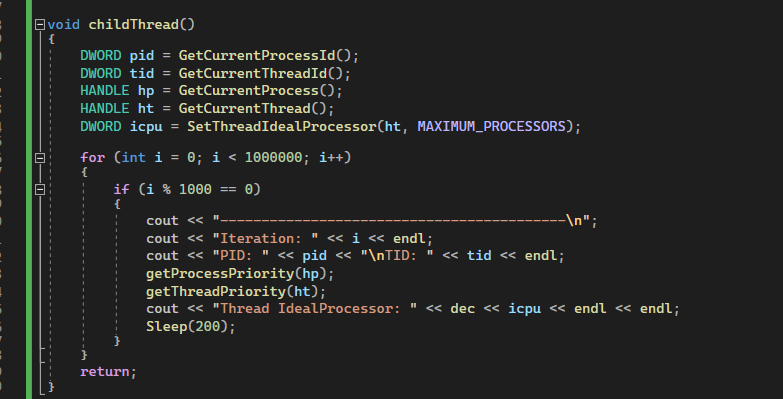 void childThread()
{
DWORD pid = GetCurrentProcessId();
DWORD tid = GetCurrentThreadId();
HANDLE hp = GetCurrentProcess();
HANDLE ht = GetCurrentThread();
DWORD icpu = SetThreadIdealProcessor(ht, MAXIMUM_PROCESSORS);
for (int i = 0; i < 1000000; i++)
{
if (i % 1000 == 0)
{
cout << "------------------------------------------\n";
cout << "Iteration: " << i << endl;
cout << "PID: " << pid << "\nTID: " << tid << endl;
getProcessPriority(hp);
getThreadPriority(ht);
cout << "Thread IdealProcessor: " << dec << icpu << endl << endl;
Sleep(200);
}
}
return;
}